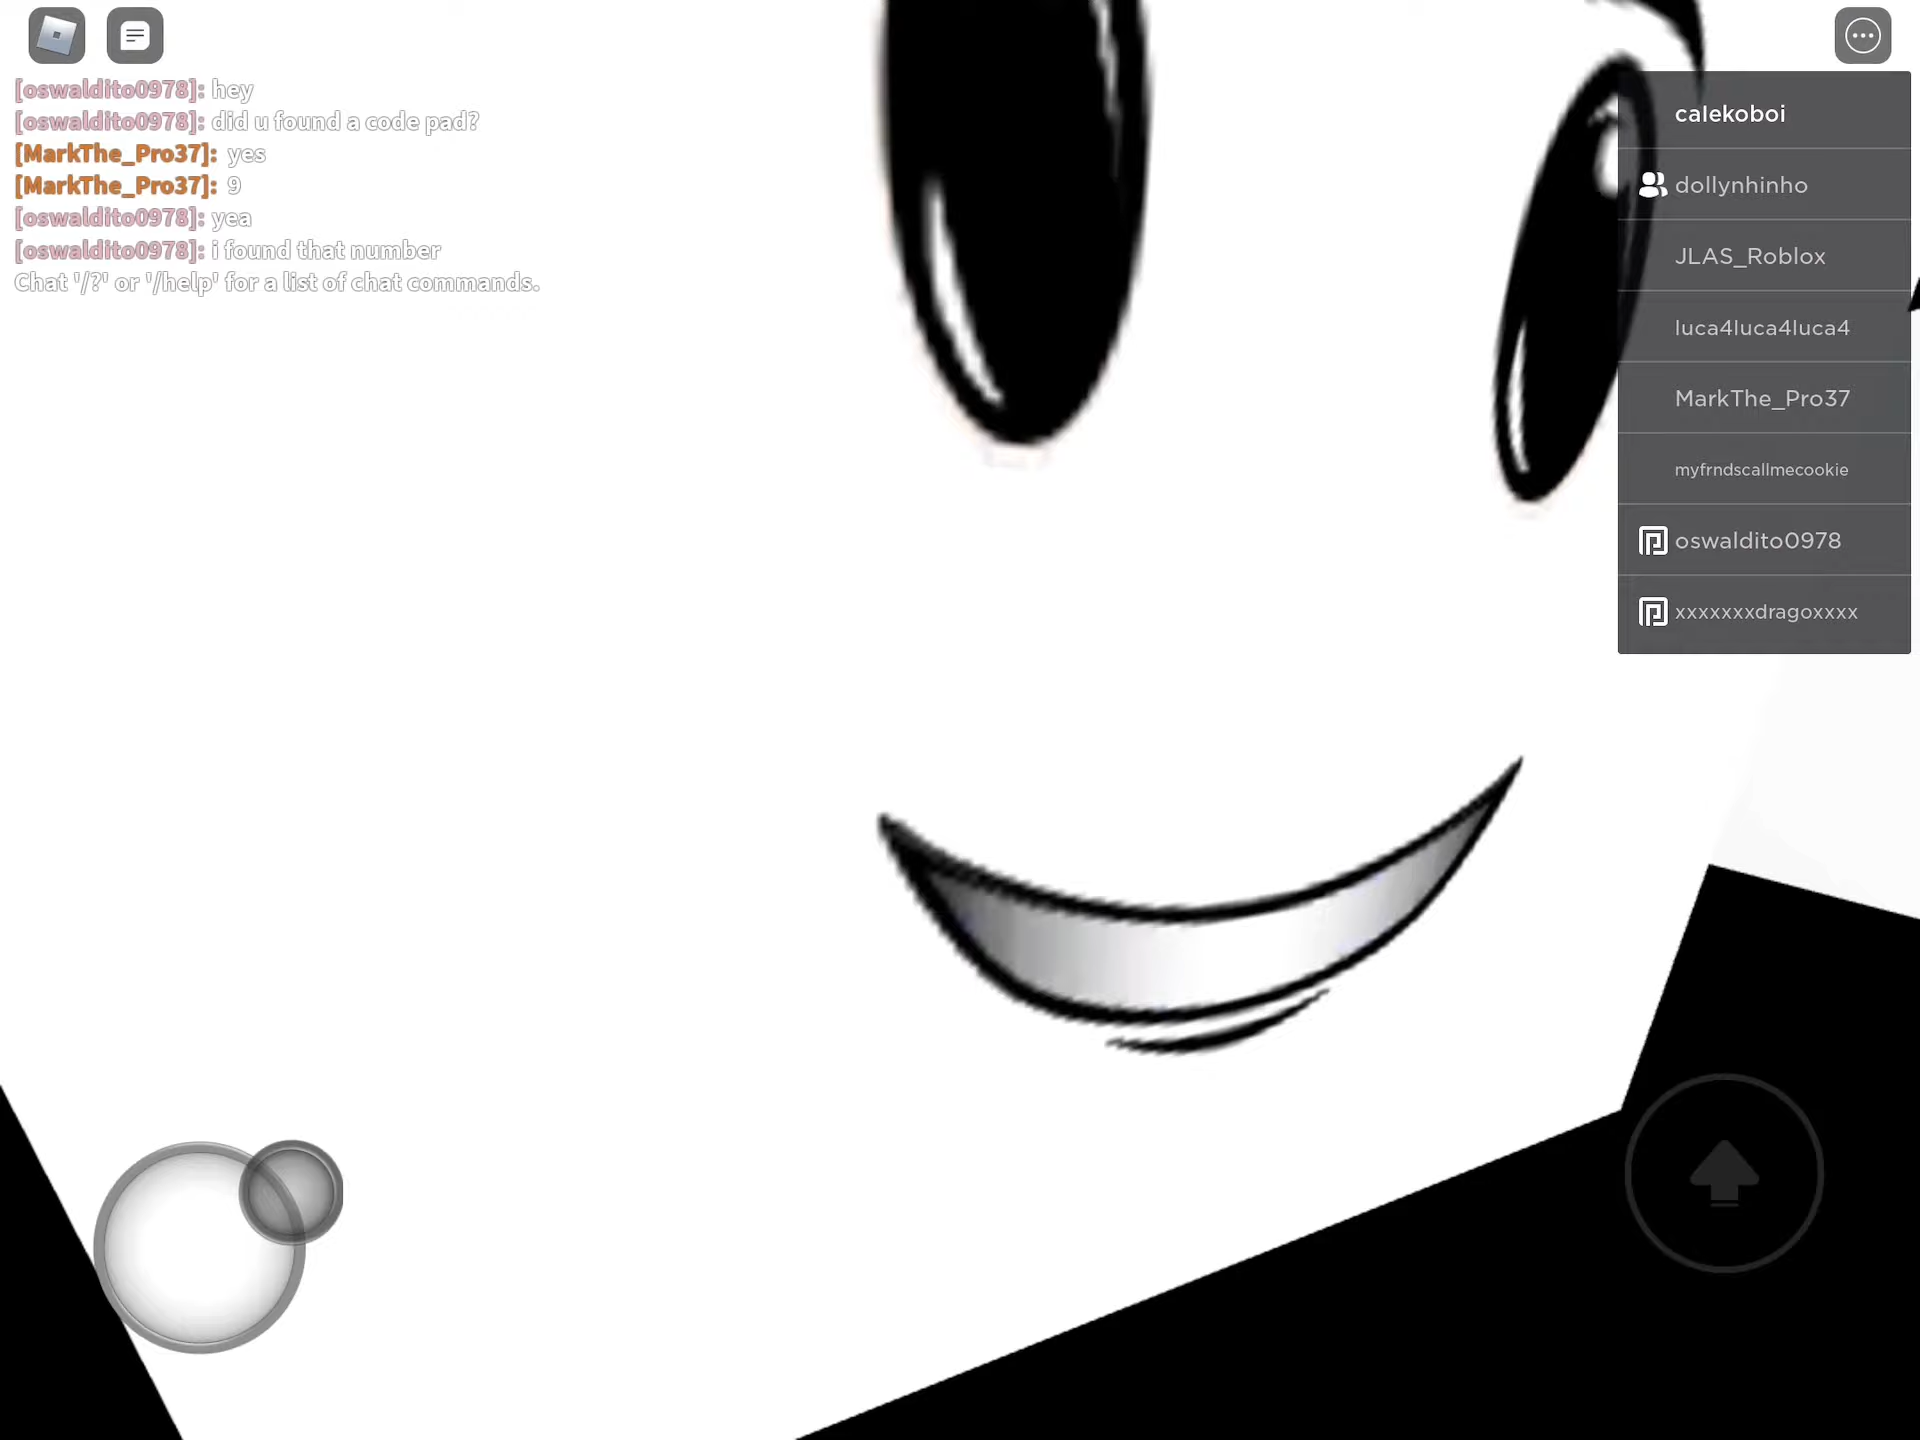 [oswaldito0978]: hey
[oswaldito0978]: did u found a code pad?
[MarkThe_Pro37]: yes
[MarkThe_Pro37]: 9
[oswaldito0978]: yea
[oswaldito0978]: i found that number
Chat '/?' or '/help' for a list of chat commands.
calekoboi
dollynhinho
JLAS_Roblox
luca4luca4luca4
MarkThe_Pro37
myfrndscallmecookie
oswaldito0978
xxxxxxxdragoxxxx